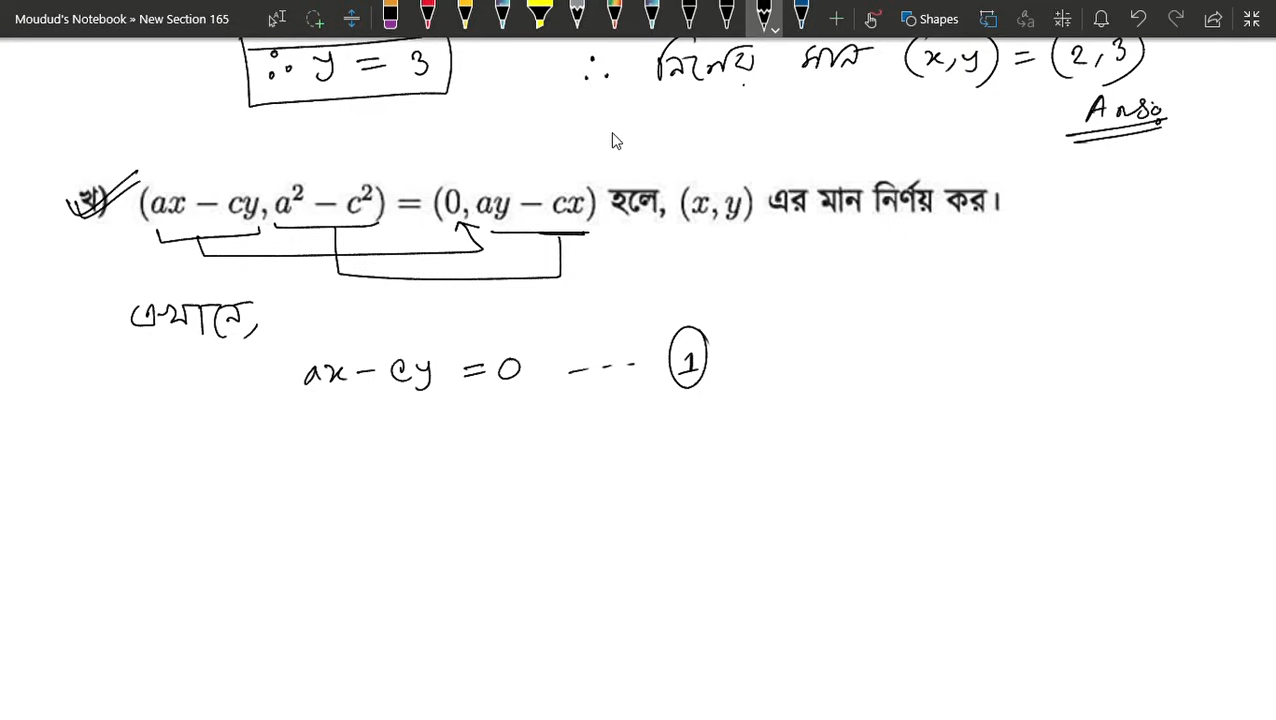 Moudud's Notebook » New Section 165
Shapes
∴ y = 3 ∴ নির্ণেয় মান (x,y) = (2,3)
Ans:
খ) (ax − cy, a² − c²) = (0, ay − cx) হলে, (x, y) এর মান নির্ণয় কর।
এখানে,
ax − cy = 0 --- ①